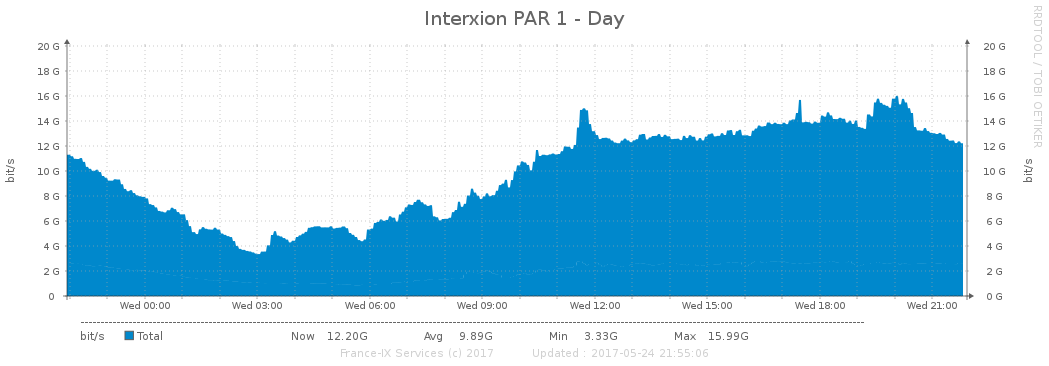 Interxion PAR 1 - Day
RRDTOOL / TOBI OETIKER
bit/s
20 G 20 G
18 G 18 G
16 G 16 G
14 G 14 G
12 G 12 G
10 G 10 G
8 G 8 G
6 G 6 G
4 G 4 G
2 G 2 G
0 0 G
bit/s
Wed 00:00 Wed 03:00 Wed 06:00 Wed 09:00 Wed 12:00 Wed 15:00 Wed 18:00 Wed 21:00
bit/s Total Now 12.20G Avg 9.89G Min 3.33G Max 15.99G
France-IX Services (c) 2017 Updated : 2017-05-24 21:55:06